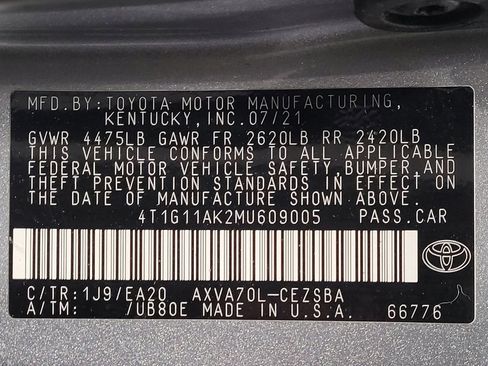 MFD.BY:TOYOTA MOTOR MANUFACTURING,
KENTUCKY,INC.07/21
GVWR 4475LB GAWR FR 2620LB RR 2420LB
THIS VEHICLE CONFORMS TO ALL APPLICABLE
FEDERAL MOTOR VEHICLE SAFETY,BUMPER,AND
THEFT PREVENTION STANDARDS IN EFFECT ON
THE DATE OF MANUFACTURE SHOWN ABOVE.
4T1G11AK2MU609005 PASS.CAR
C/TR:1J9/EA20 AXVA70L-CEZSBA
A/TM: /UB80E MADE IN U.S.A. 66776